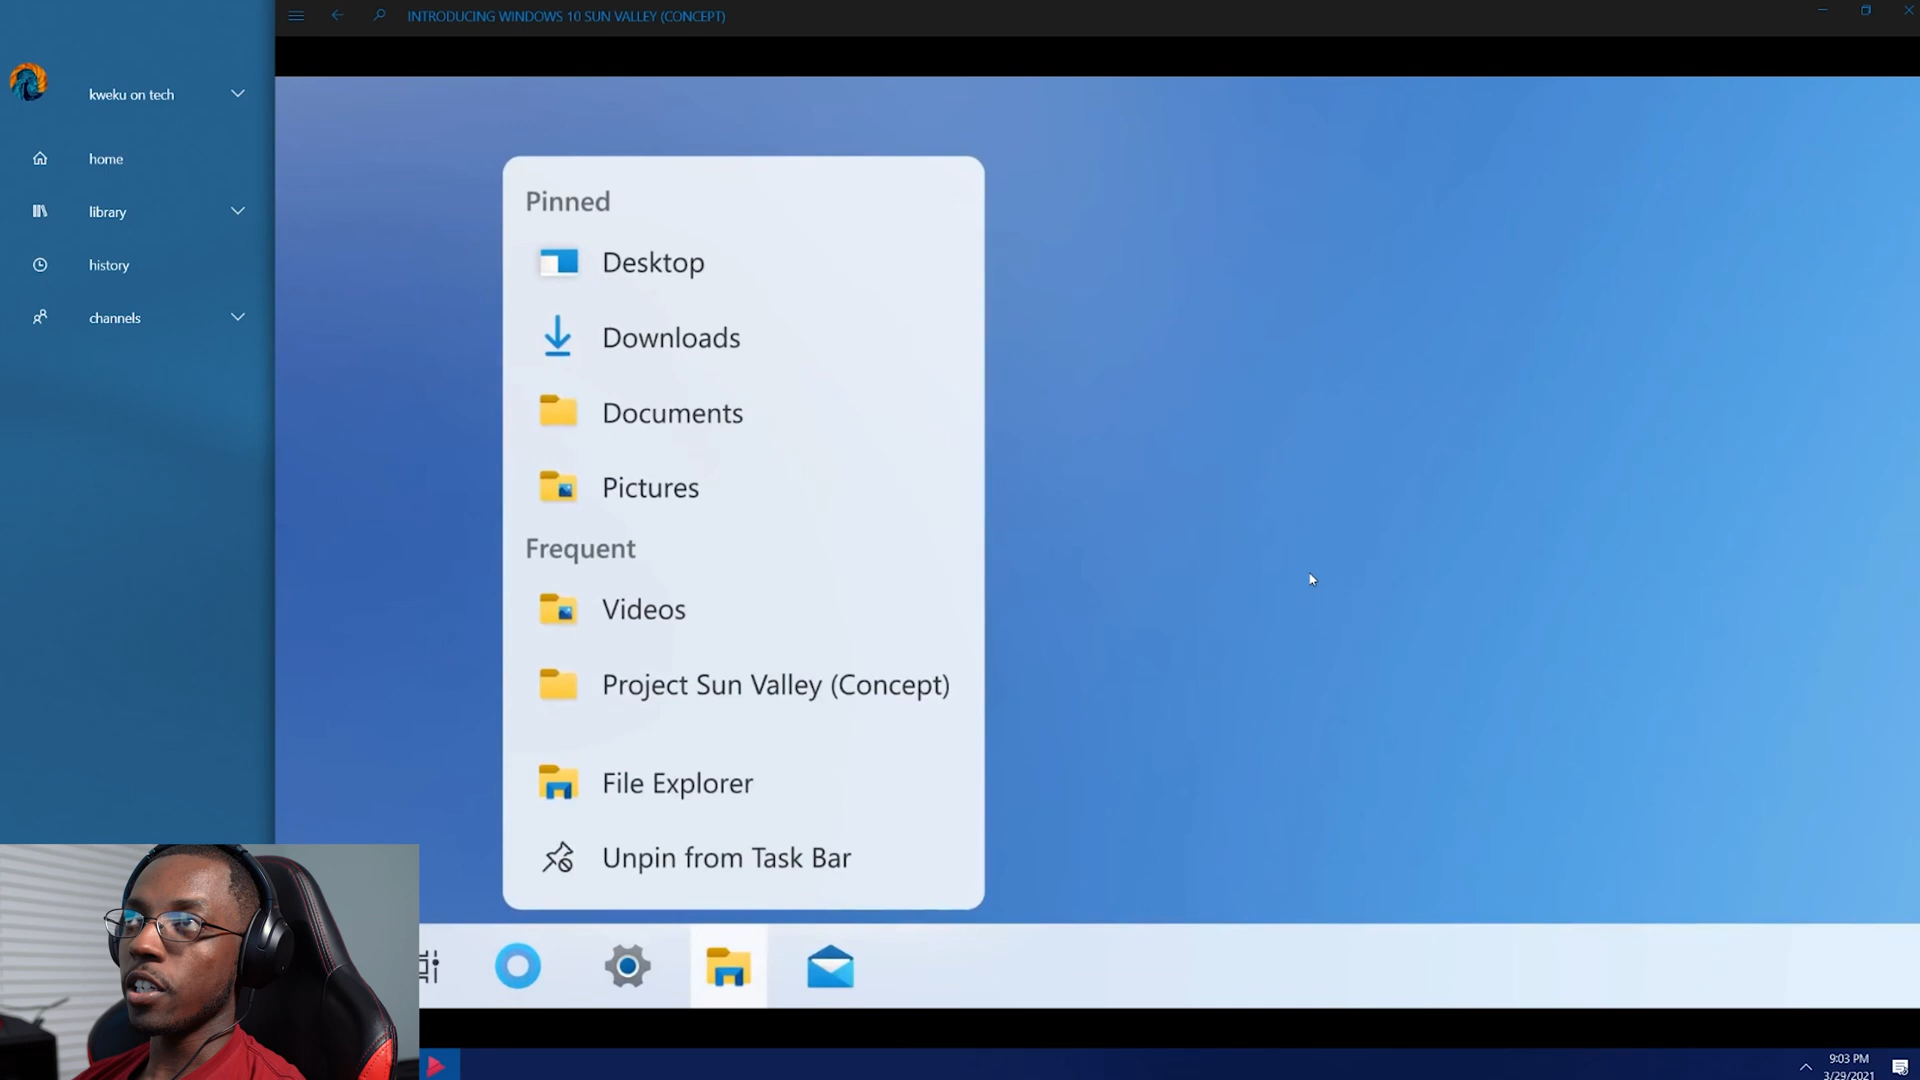 INTRODUCING WINDOWS 10 SUN VALLEY (CONCEPT)
kweku on tech
home
library
history
channels
Pinned
Desktop
Downloads
Documents
Pictures
Frequent
Videos
Project Sun Valley (Concept)
File Explorer
Unpin from Task Bar
9:03 PM
3/29/2021